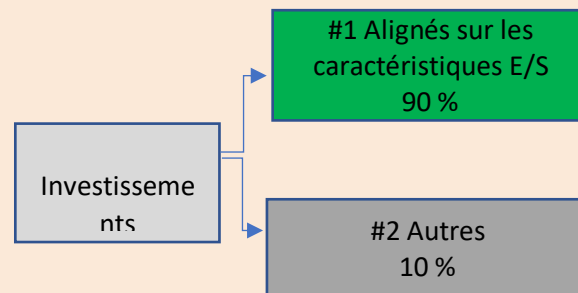 #1 Alignés sur les
caractéristiques E/S
90 %
Investisseme
nts
#2 Autres
10 %